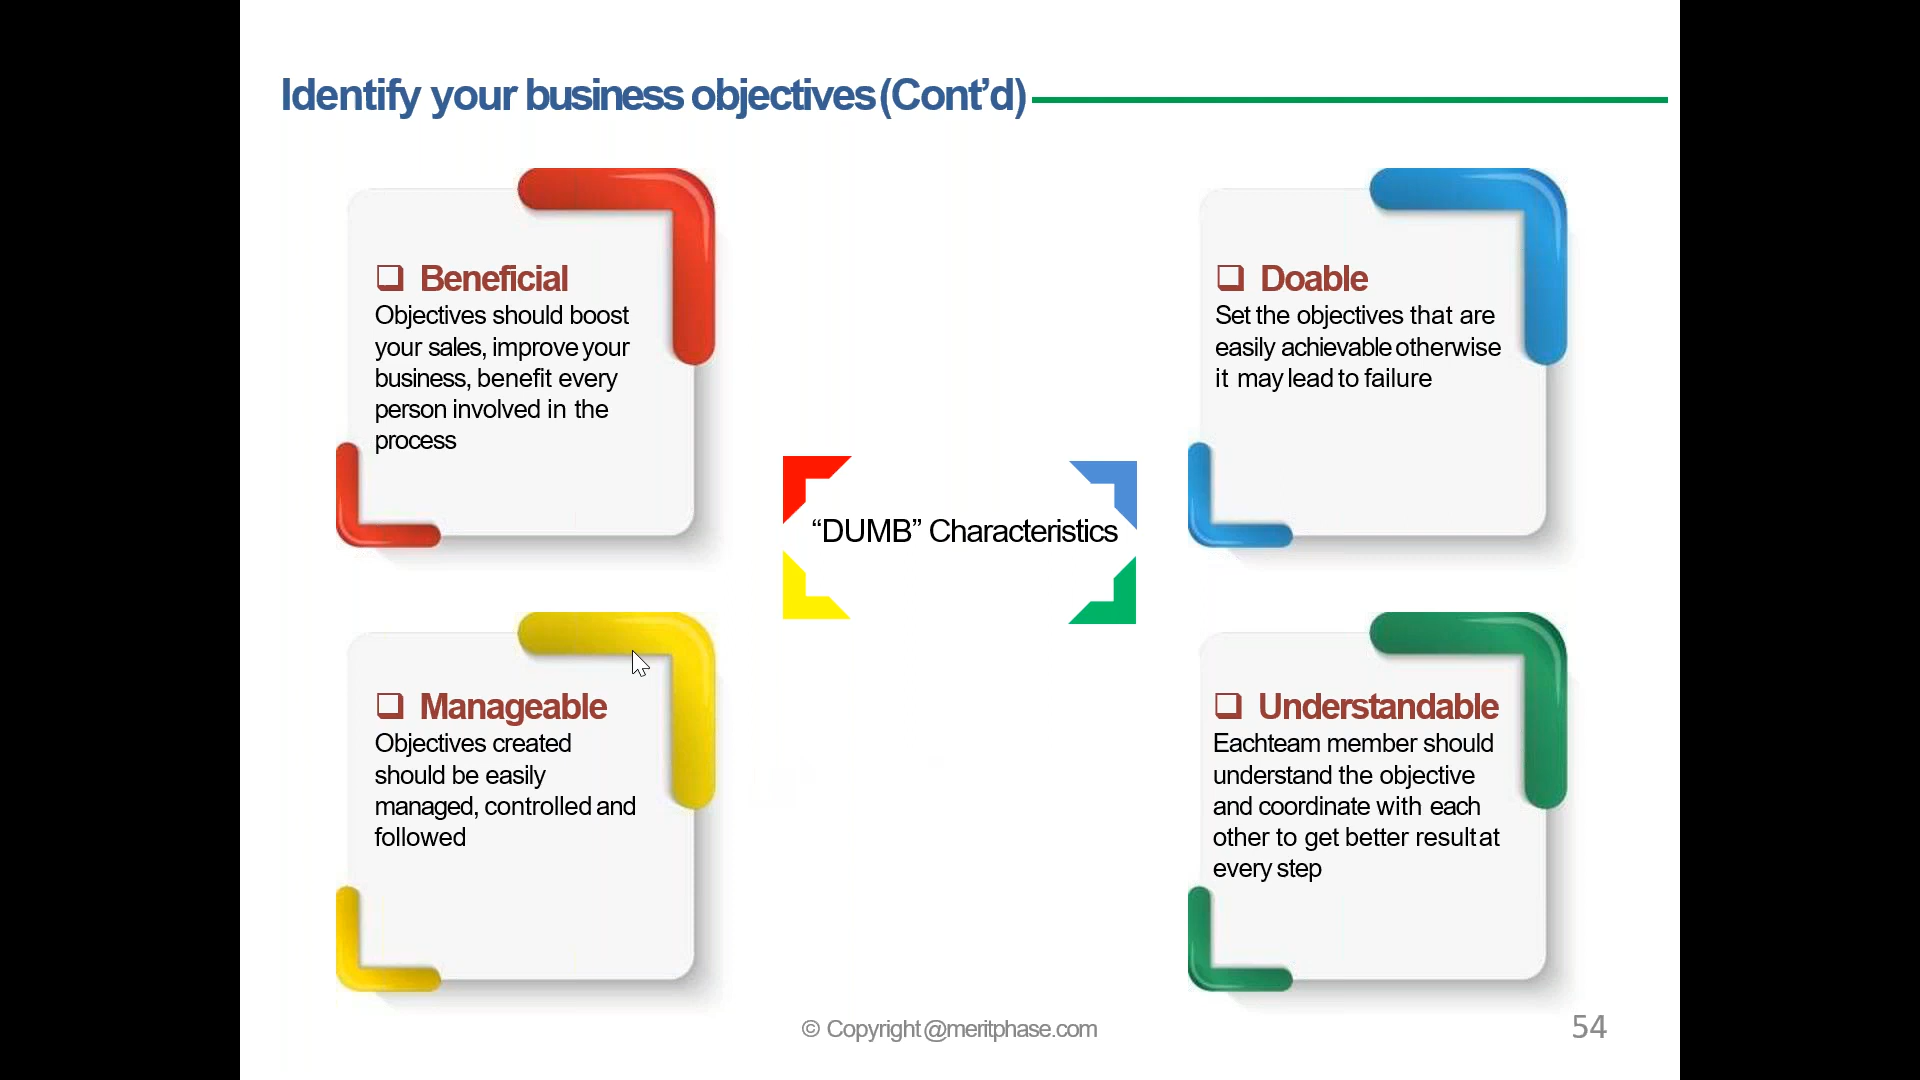 Identify your business objectives (Cont’d)
❑ Beneficial
Objectives should boost
your sales, improve your
business, benefit every
person involved in the
process
❑ Doable
Set the objectives that are
easily achievable otherwise
it may lead to failure
“DUMB” Characteristics
❑ Manageable
Objectives created
should be easily
managed, controlled and
followed
❑ Understandable
Eachteam member should
understand the objective
and coordinate with each
other to get better result at
every step
© Copyright @meritphase.com
54